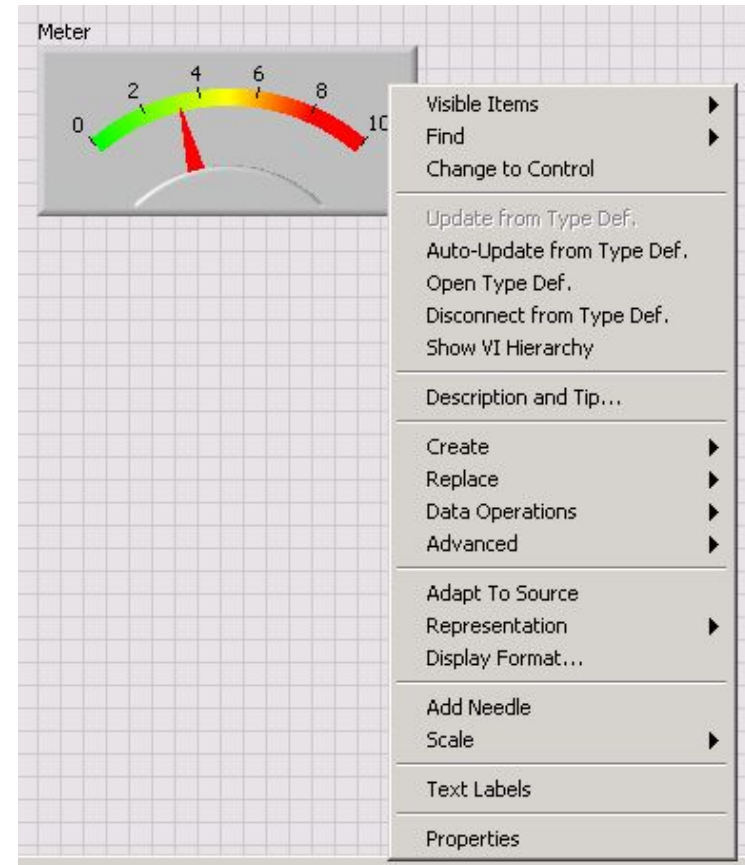 Meter
0 2 4 6 8 10
Visible Items
Find
Change to Control
Update from Type Def.
Auto-Update from Type Def.
Open Type Def.
Disconnect from Type Def.
Show VI Hierarchy
Description and Tip...
Create
Replace
Data Operations
Advanced
Adapt To Source
Representation
Display Format...
Add Needle
Scale
Text Labels
Properties